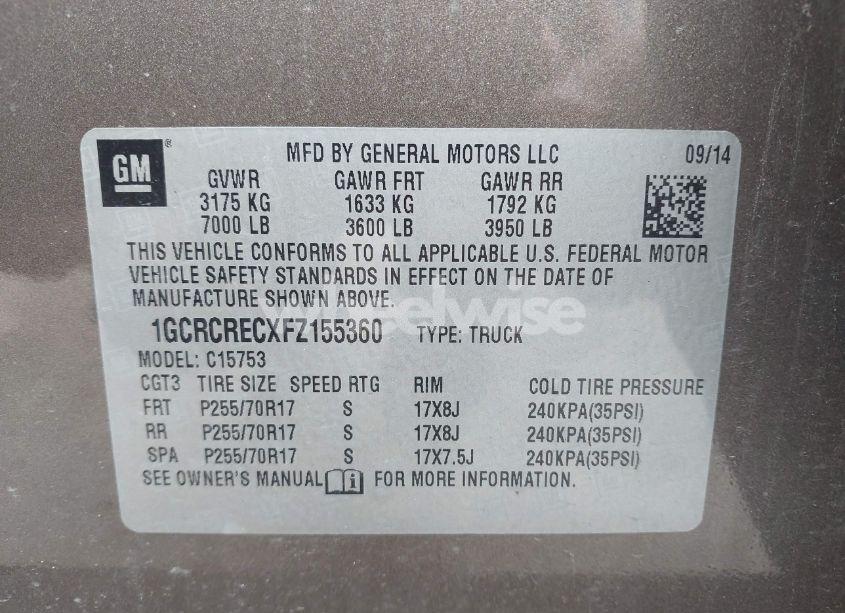 GM ® MFD BY GENERAL MOTORS LLC 09/14
GVWR GAWR FRT GAWR RR
3175 KG 1633 KG 1792 KG
7000 LB 3600 LB 3950 LB
THIS VEHICLE CONFORMS TO ALL APPLICABLE U.S. FEDERAL MOTOR
VEHICLE SAFETY STANDARDS IN EFFECT ON THE DATE OF
MANUFACTURE SHOWN ABOVE.
wheelwise
1GCRCRECXFZ155360 TYPE: TRUCK
MODEL: C15753
CGT3 TIRE SIZE SPEED RTG RIM COLD TIRE PRESSURE
FRT P255/70R17 S 17X8J 240KPA(35PSI)
RR P255/70R17 S 17X8J 240KPA(35PSI)
SPA P255/70R17 S 17X7.5J 240KPA(35PSI)
SEE OWNER'S MANUAL FOR MORE INFORMATION.